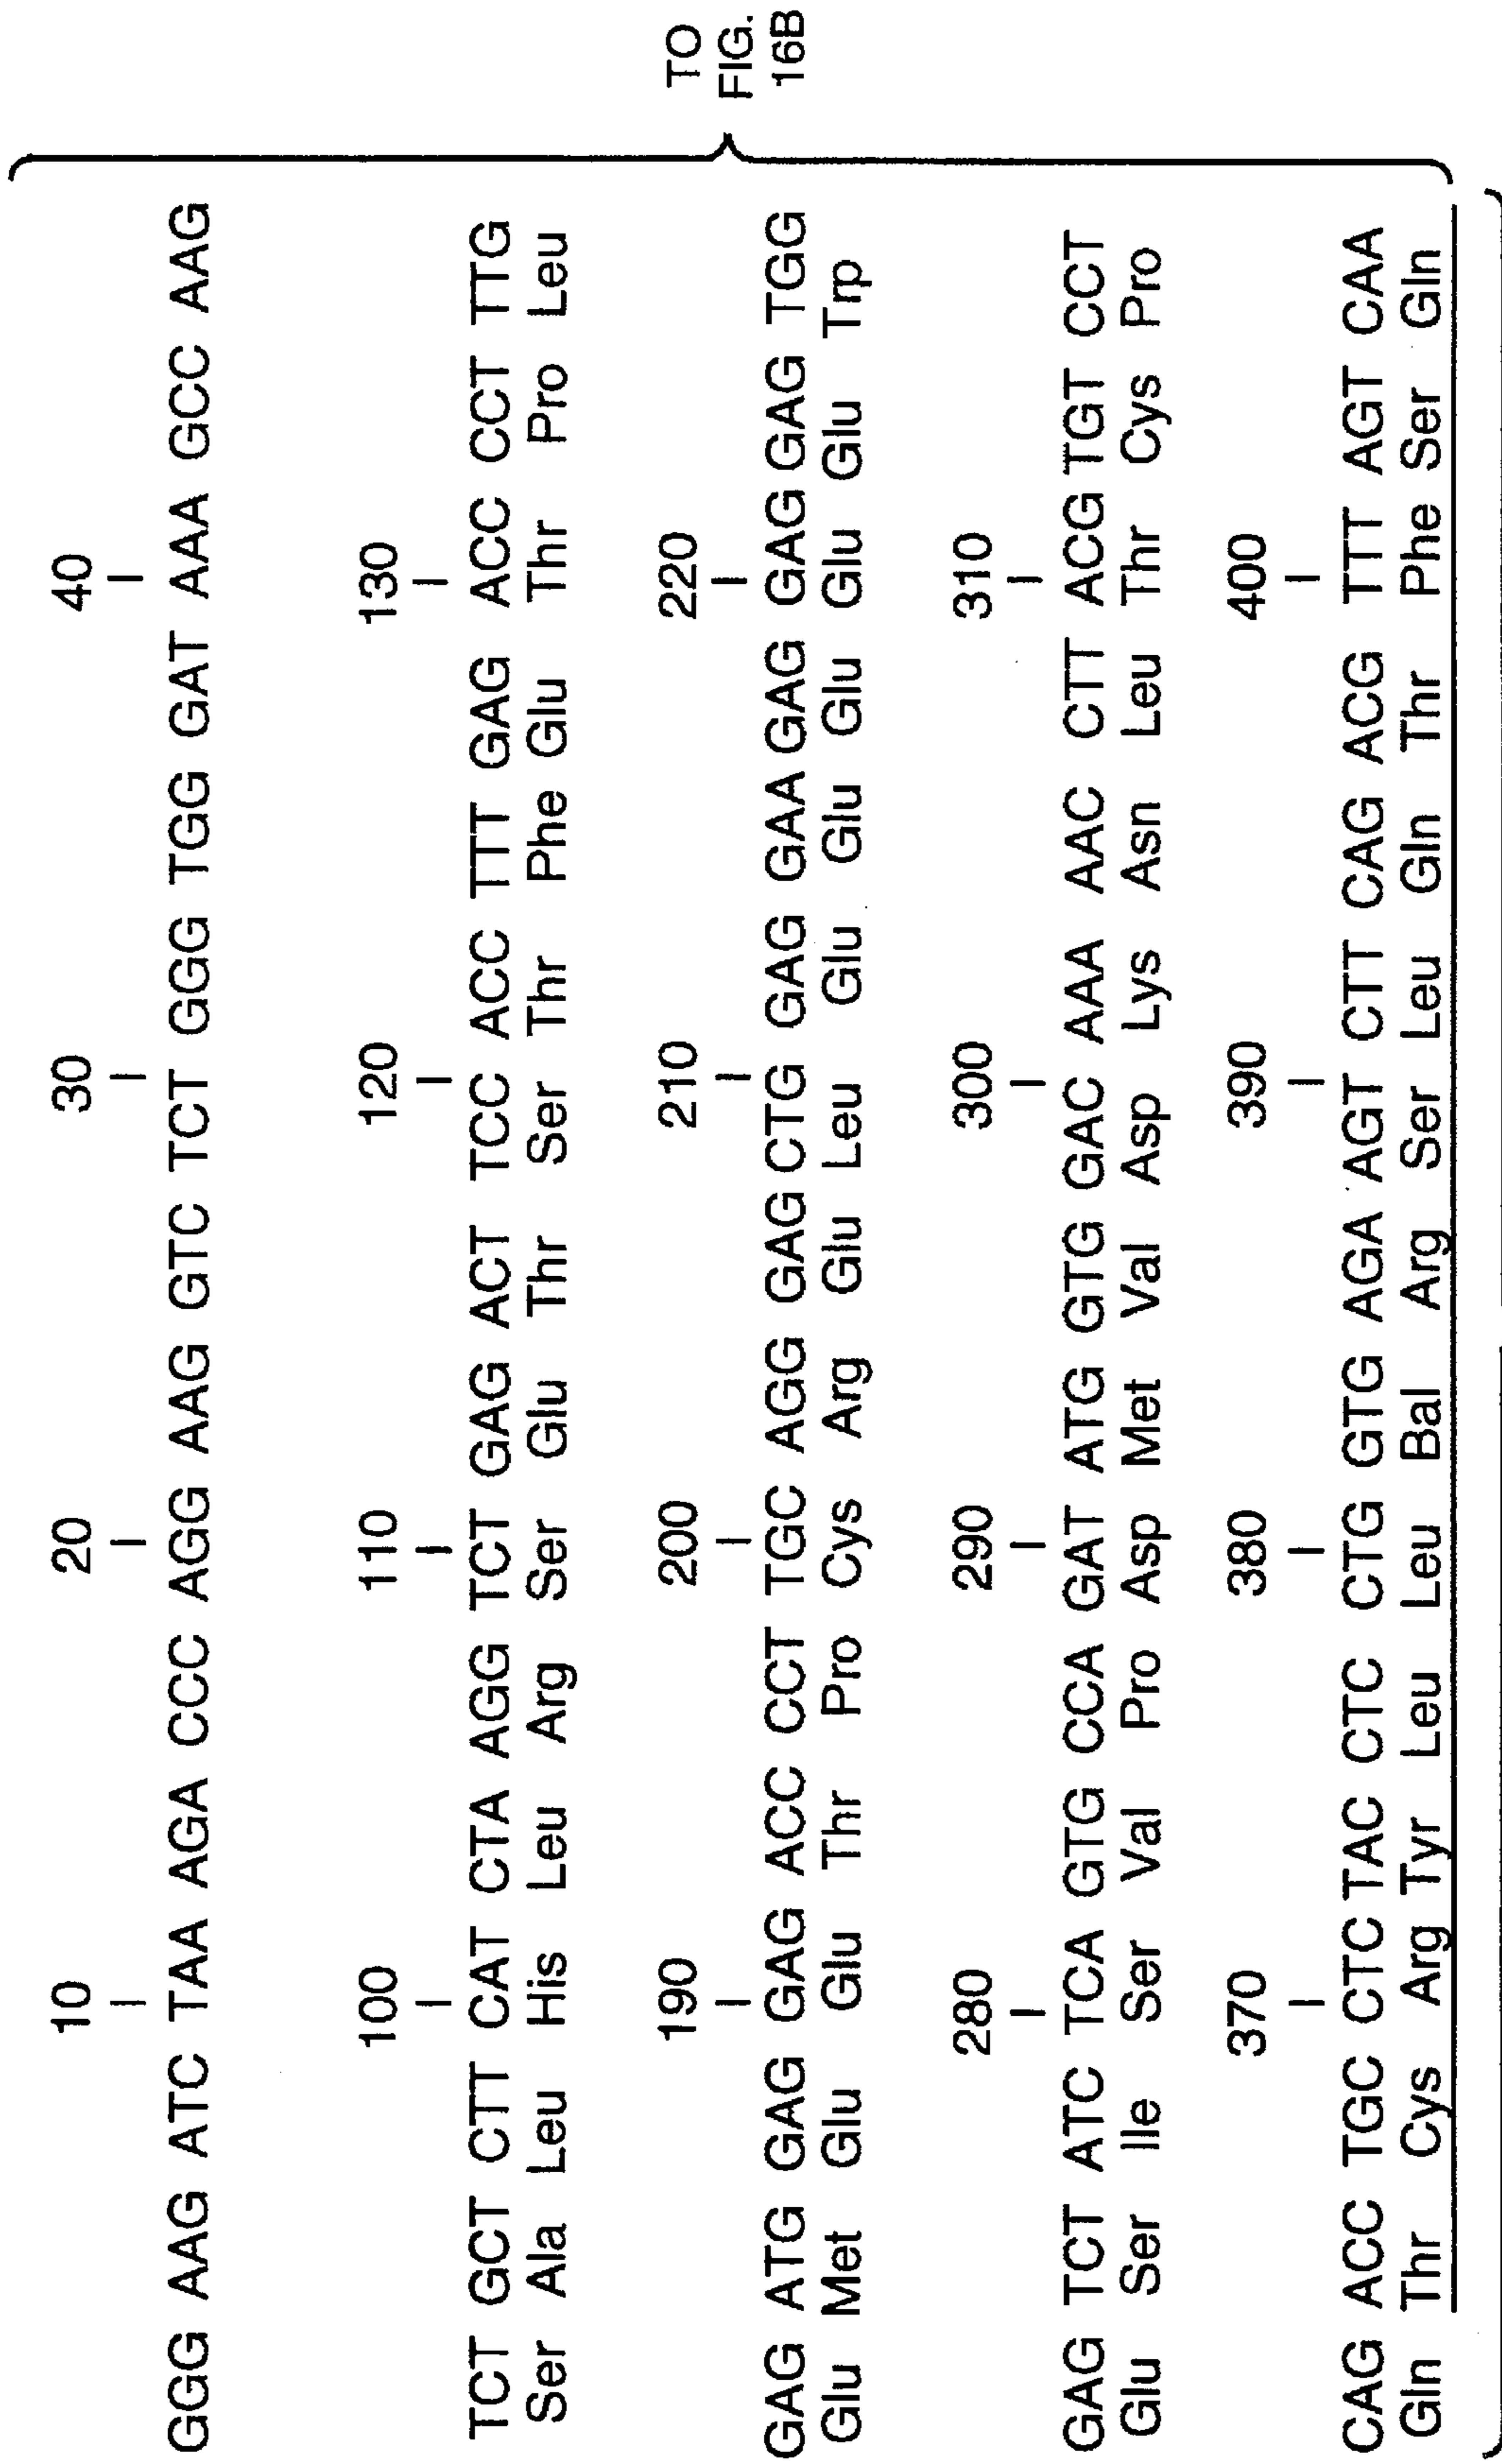 10 20 30 40
GGG AAG ATC TAA AGA CCC AGG AAG GTC TCT GGG TGG GAT AAA GCC AAG
100 110 120 130
TCT GCT CTT CAT CTA AGG TCT GAG ACT TCC ACC TTT GAG ACC CCT TTG
Ser Ala Leu His Leu Arg Ser Glu Thr Ser Thr Phe Glu Thr Pro Leu
190 200 210 220
GAG ATG GAG GAG ACC CCT TGC AGG GAG CTG GAG GAA GAG GAG GAG TGG
Glu Met Glu Glu Thr Pro Cys Arg Glu Leu Glu Glu Glu Glu Glu Trp
280 290 300 310
GAG TCT ATC TCA GTG CCA GAT ATG GTG GAC AAA AAC CTT ACG TGT CCT
Glu Ser Ile Ser Val Pro Asp Met Val Asp Lys Asn Leu Thr Cys Pro
370 380 390 400
CAG ACC TGC CTC TAC CTC CTG GTG AGA AGT CTT CAG ACG TTT AGT CAA
Gln Thr Cys Arg Tyr Leu Leu Bal Arg Ser Leu Gln Thr Phe Ser Gln
TO
FIG.
16B